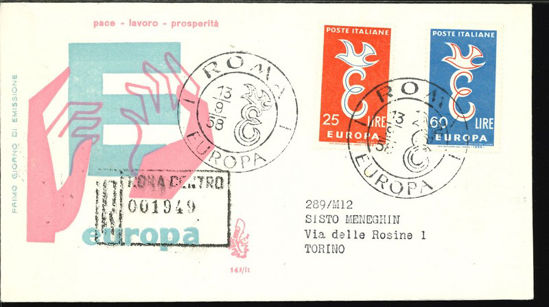 pace - lavoro - prosperità
PRIMO GIORNO DI EMISSIONE
E
europa
ROMA
13
9
58
EUROPA
ROMA CENTRO
001949
POSTE ITALIANE
25 LIRE
EUROPA
POSTE ITALIANE
60 LIRE
EUROPA
ROMA
13
EUROPA
289/M12
SISTO MENEGHIN
Via delle Rosine 1
TORINO